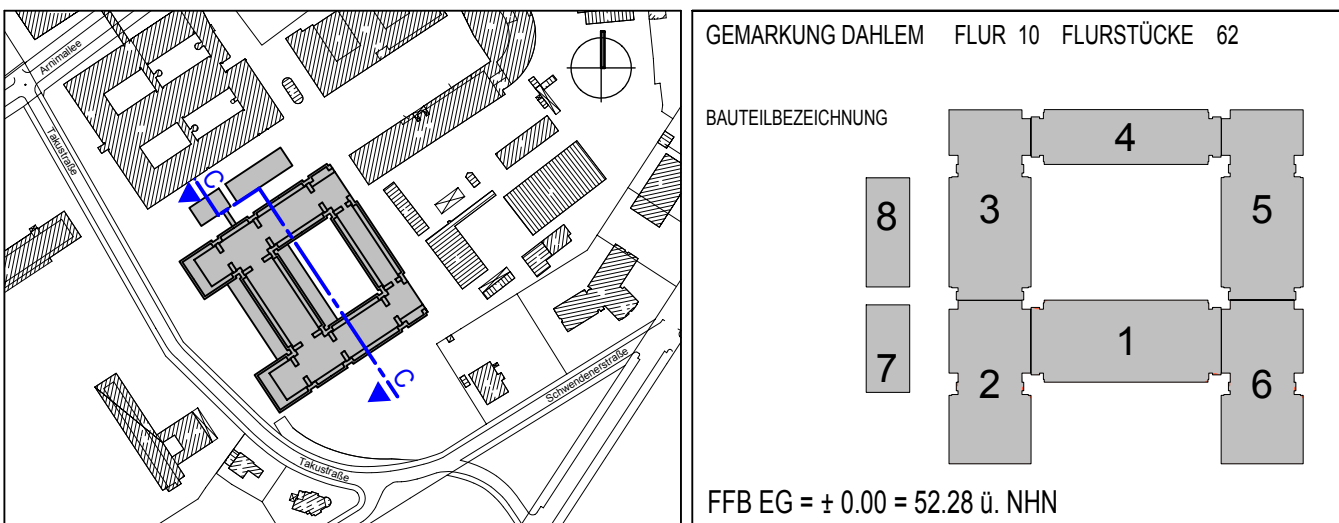 Arnimallee
Takustraße
C
C
Schwendenerstraße
Takustraße
GEMARKUNG DAHLEM FLUR 10 FLURSTÜCKE 62
BAUTEILBEZEICHNUNG
4
3
5
8
1
7
2
6
FFB EG = ± 0.00 = 52.28 ü. NHN